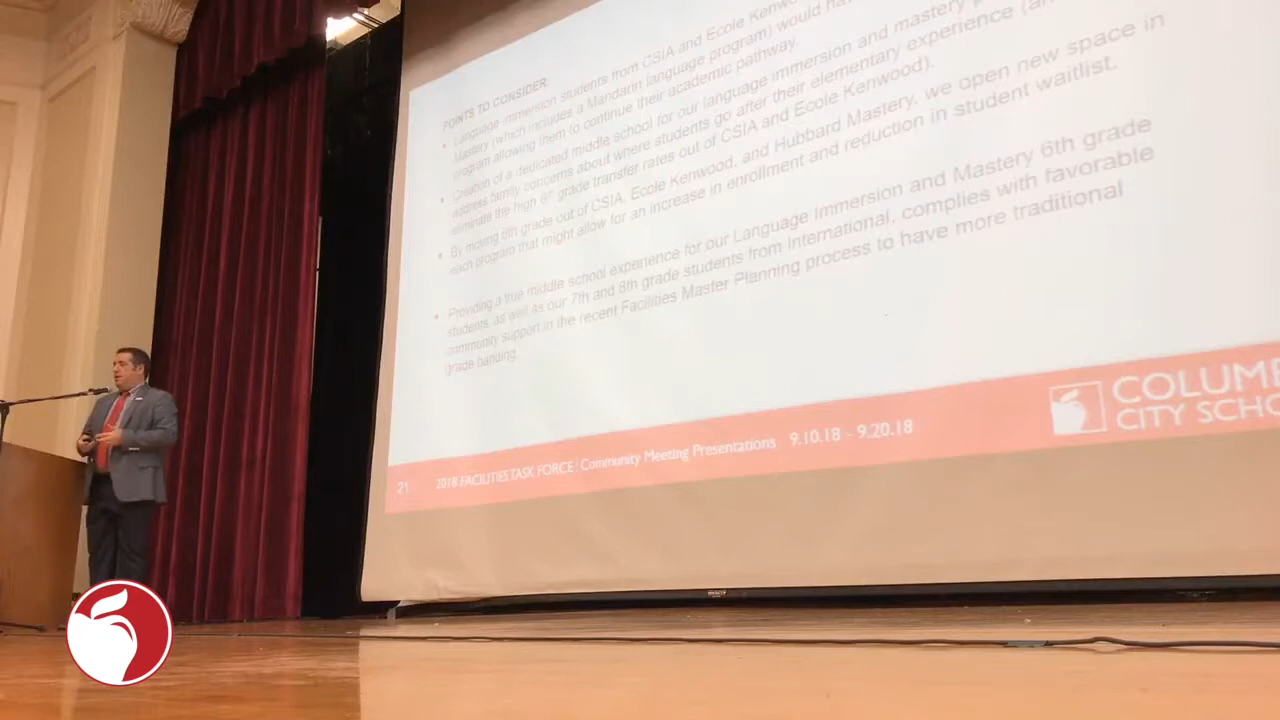 POINTS TO CONSIDER:
• Language immersion students from CSIA and Ecole Kenwo
Mastery (which includes a Mandarin language program) would ha
program allowing them to continue their academic pathway.
• Creation of a dedicated middle school for our language immersion and mastery p
address family concerns about where students go after their elementary experience (an
eliminate the high 6th grade transfer rates out of CSIA and Ecole Kenwood).
• By moving 6th grade out of CSIA, Ecole Kenwood, and Hubbard Mastery, we open new space in
each program that might allow for an increase in enrollment and reduction in student waitlist.
• Providing a true middle school experience for our Language Immersion and Mastery 6th grade
students, as well as our 7th and 8th grade students from International, complies with favorable
community support in the recent Facilities Master Planning process to have more traditional
grade banding.
21 2018 FACILITIES TASK FORCE | Community Meeting Presentations 9.10.18 - 9.20.18
COLUMB
CITY SCHO